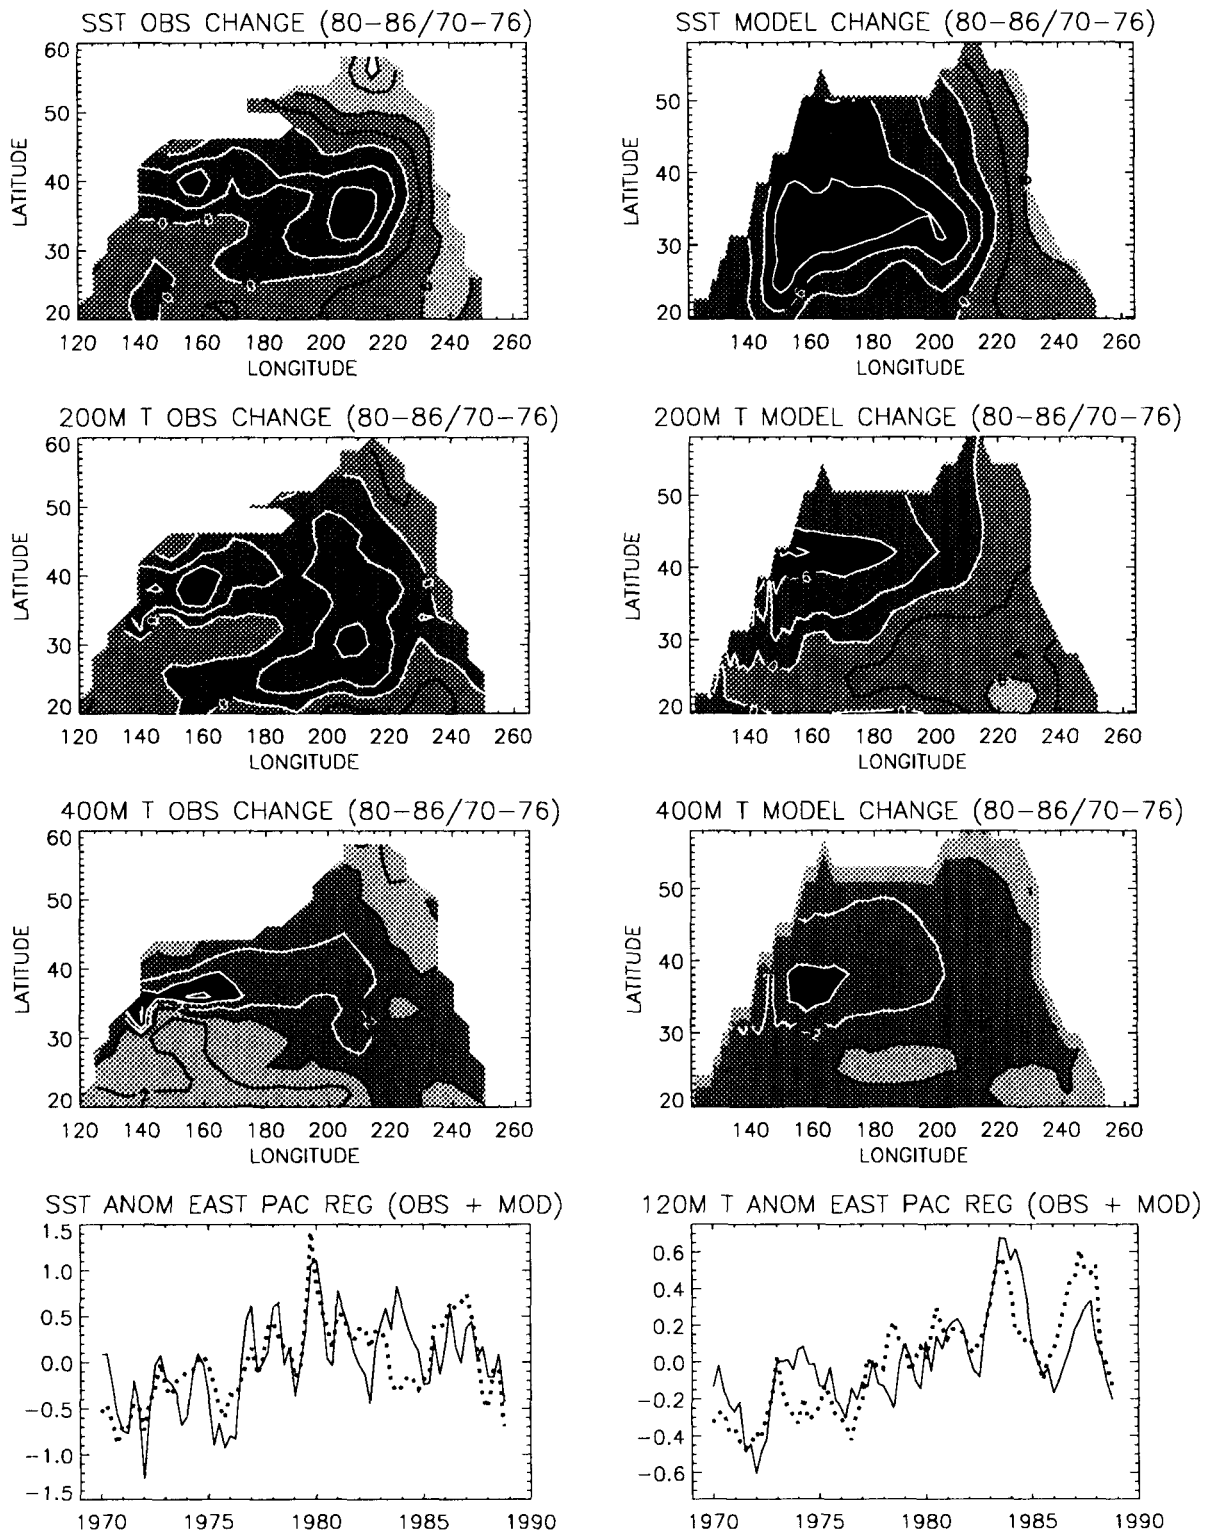 SST OBS CHANGE (80-86/70-76)
SST MODEL CHANGE (80-86/70-76)
60
50
40
30
20
LATITUDE
120 140 160 180 200 220 240 260
LONGITUDE
50
40
30
20
LATITUDE
140 160 180 200 220 240 260
LONGITUDE
200M T OBS CHANGE (80-86/70-76)
200M T MODEL CHANGE (80-86/70-76)
60
50
40
30
20
LATITUDE
120 140 160 180 200 220 240 260
LONGITUDE
50
40
30
20
LATITUDE
140 160 180 200 220 240 260
LONGITUDE
400M T OBS CHANGE (80-86/70-76)
400M T MODEL CHANGE (80-86/70-76)
60
50
40
30
20
LATITUDE
120 140 160 180 200 220 240 260
LONGITUDE
50
40
30
20
LATITUDE
-2
140 160 180 200 220 240 260
LONGITUDE
SST ANOM EAST PAC REG (OBS + MOD)
120M T ANOM EAST PAC REG (OBS + MOD)
1.5
1.0
0.5
0.0
-0.5
-1.0
-1.5
1970 1975 1980 1985 1990
0.6
0.4
0.2
0.0
-0.2
-0.4
-0.6
1970 1975 1980 1985 1990